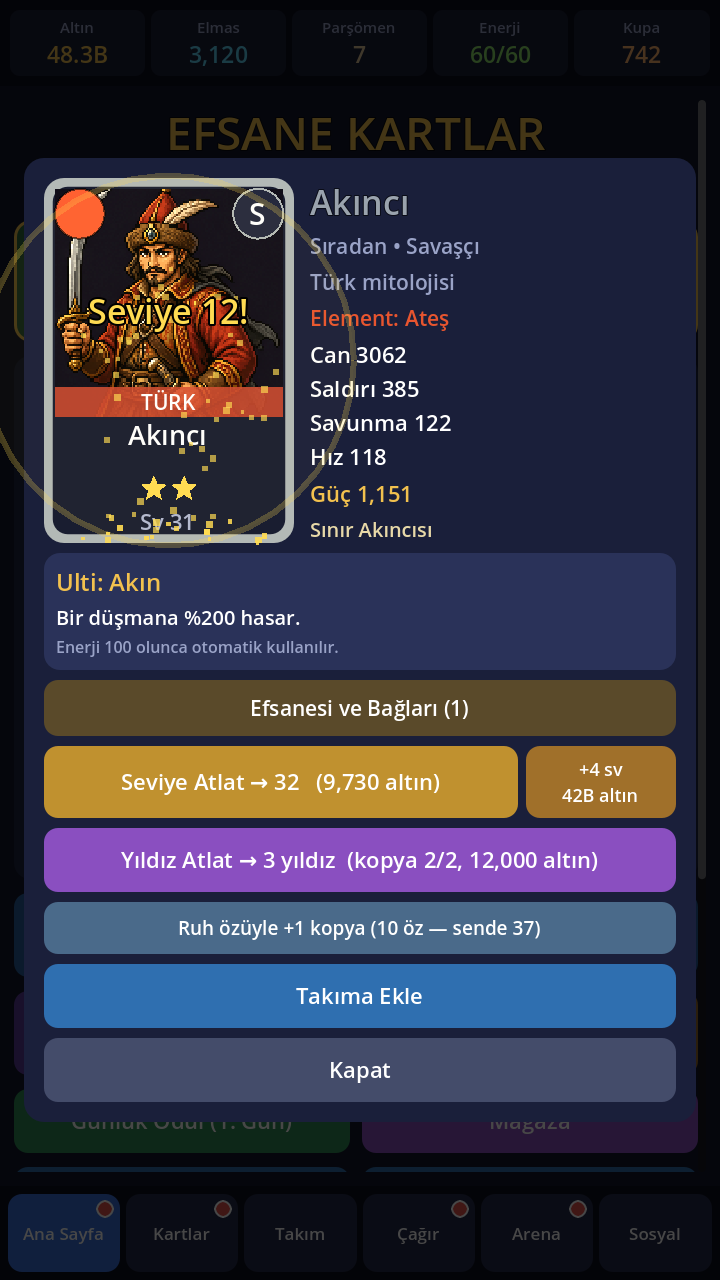 Altın
48.3B
Elmas
3,120
Parşömen
7
Enerji
60/60
Kupa
742
EFSANE KARTLAR
S
Seviye 12!
TÜRK
Akıncı
Sv 31
Akıncı
Sıradan • Savaşçı
Türk mitolojisi
Element: Ateş
Can 3062
Saldırı 385
Savunma 122
Hız 118
Güç 1,151
Sınır Akıncısı
Ulti: Akın
Bir düşmana %200 hasar.
Enerji 100 olunca otomatik kullanılır.
Efsanesi ve Bağları (1)
Seviye Atlat → 32 (9,730 altın)
+4 sv
42B altın
Yıldız Atlat → 3 yıldız (kopya 2/2, 12,000 altın)
Ruh özüyle +1 kopya (10 öz — sende 37)
Takıma Ekle
Kapat
Günlük Ödül (1. Gün)
Mağaza
Ana Sayfa
Kartlar
Takım
Çağır
Arena
Sosyal